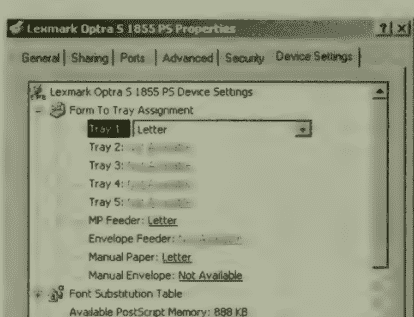 Lexmark Optra S 1855 PS Properties
? X
General Sharing Ports Advanced Security Device Settings
Lexmark Optra S 1855 PS Device Settings
Form To Tray Assignment
Tray 1: Letter
Tray 2:
Tray 3:
Tray 4:
Tray 5:
MP Feeder: Letter
Envelope Feeder:
Manual Paper: Letter
Manual Envelope: Not Available
Font Substitution Table
Available PostScript Memory: 888 KB